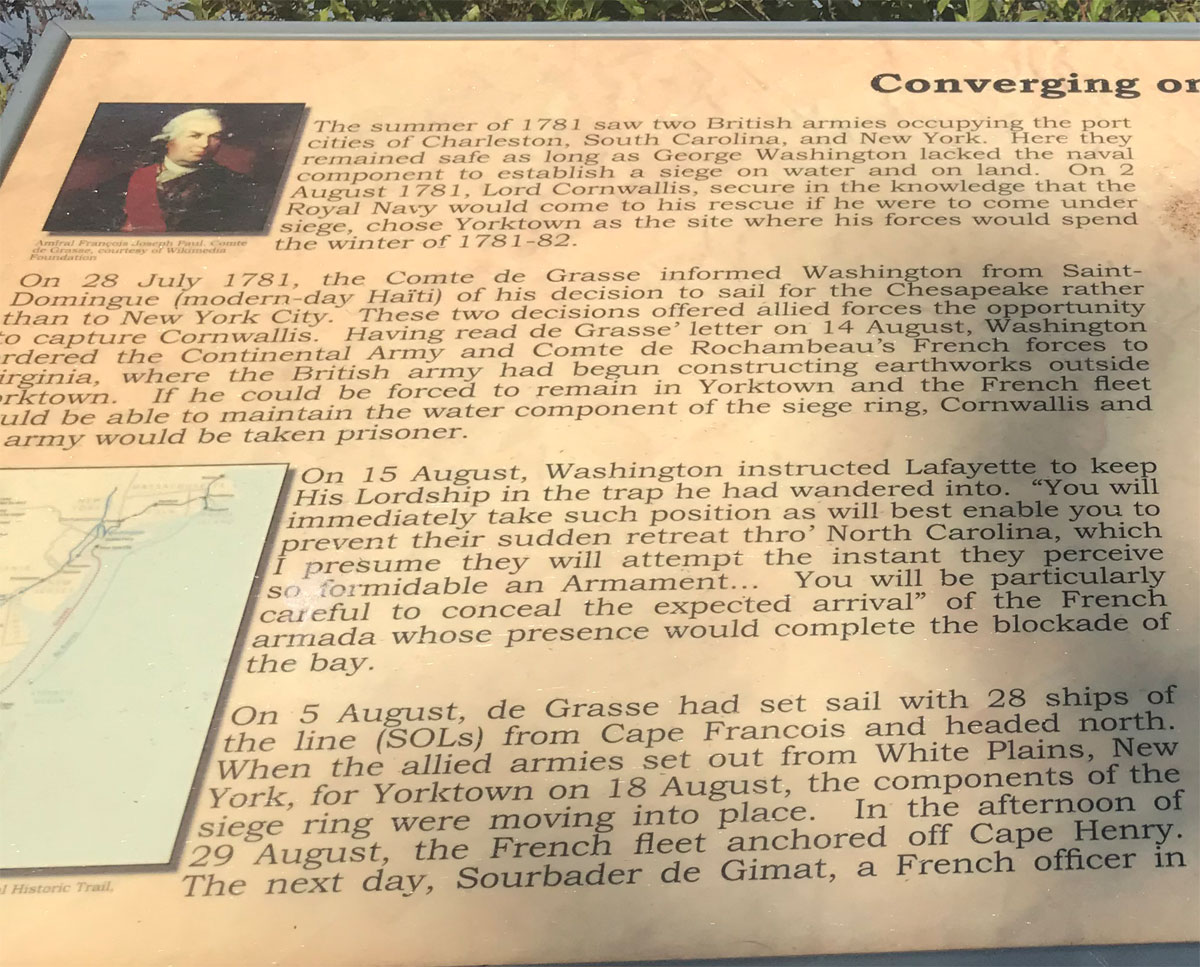 Converging on
The summer of 1781 saw two British armies occupying the port
cities of Charleston, South Carolina, and New York. Here they
remained safe as long as George Washington lacked the naval
component to establish a siege on water and on land. On 2
August 1781, Lord Cornwallis, secure in the knowledge that the
Royal Navy would come to his rescue if he were to come under
siege, chose Yorktown as the site where his forces would spend
the winter of 1781-82.
Amiral François Joseph Paul, Comte
de Grasse, courtesy of Wikimedia
Foundation
On 28 July 1781, the Comte de Grasse informed Washington from Saint-
Domingue (modern-day Haïti) of his decision to sail for the Chesapeake rather
than to New York City. These two decisions offered allied forces the opportunity
to capture Cornwallis. Having read de Grasse' letter on 14 August, Washington
rdered the Continental Army and Comte de Rochambeau's French forces to
irginia, where the British army had begun constructing earthworks outside
orktown. If he could be forced to remain in Yorktown and the French fleet
uld be able to maintain the water component of the siege ring, Cornwallis and
army would be taken prisoner.
On 15 August, Washington instructed Lafayette to keep
His Lordship in the trap he had wandered into. "You will
immediately take such position as will best enable you to
prevent their sudden retreat thro' North Carolina, which
I presume they will attempt the instant they perceive
so formidable an Armament... You will be particularly
careful to conceal the expected arrival" of the French
armada whose presence would complete the blockade of
the bay.
On 5 August, de Grasse had set sail with 28 ships of
the line (SOLs) from Cape Francois and headed north.
When the allied armies set out from White Plains, New
York, for Yorktown on 18 August, the components of the
siege ring were moving into place. In the afternoon of
29 August, the French fleet anchored off Cape Henry.
The next day, Sourbader de Gimat, a French officer in
l Historic Trail,